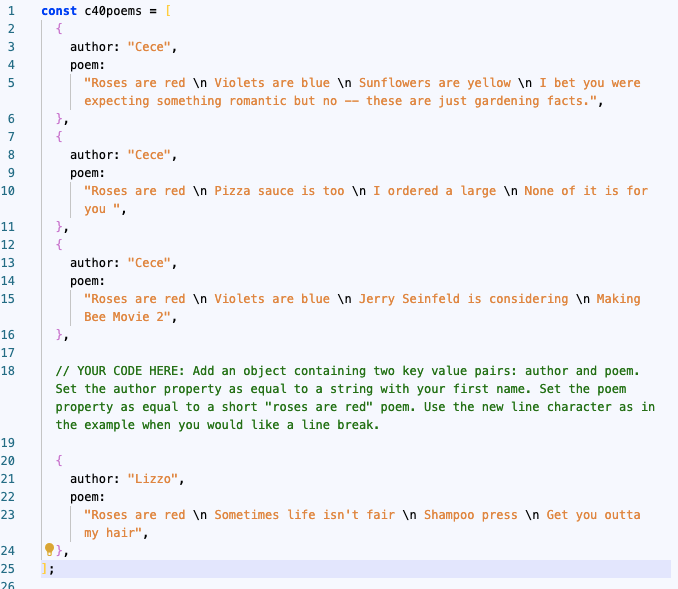 1 const c40poems = [
2 {
3 author: "Cece",
4 poem:
5 "Roses are red \n Violets are blue \n Sunflowers are yellow \n I bet you were
expecting something romantic but no -- these are just gardening facts.",
6 },
7 {
8 author: "Cece",
9 poem:
10 "Roses are red \n Pizza sauce is too \n I ordered a large \n None of it is for
you ",
11 },
12 {
13 author: "Cece",
14 poem:
15 "Roses are red \n Violets are blue \n Jerry Seinfeld is considering \n Making
Bee Movie 2",
16 },
17
18 // YOUR CODE HERE: Add an object containing two key value pairs: author and poem.
Set the author property as equal to a string with your first name. Set the poem
property as equal to a short "roses are red" poem. Use the new line character as in
the example when you would like a line break.
19
20 {
21 author: "Lizzo",
22 poem:
23 "Roses are red \n Sometimes life isn't fair \n Shampoo press \n Get you outta
my hair",
24 },
25 ];
26